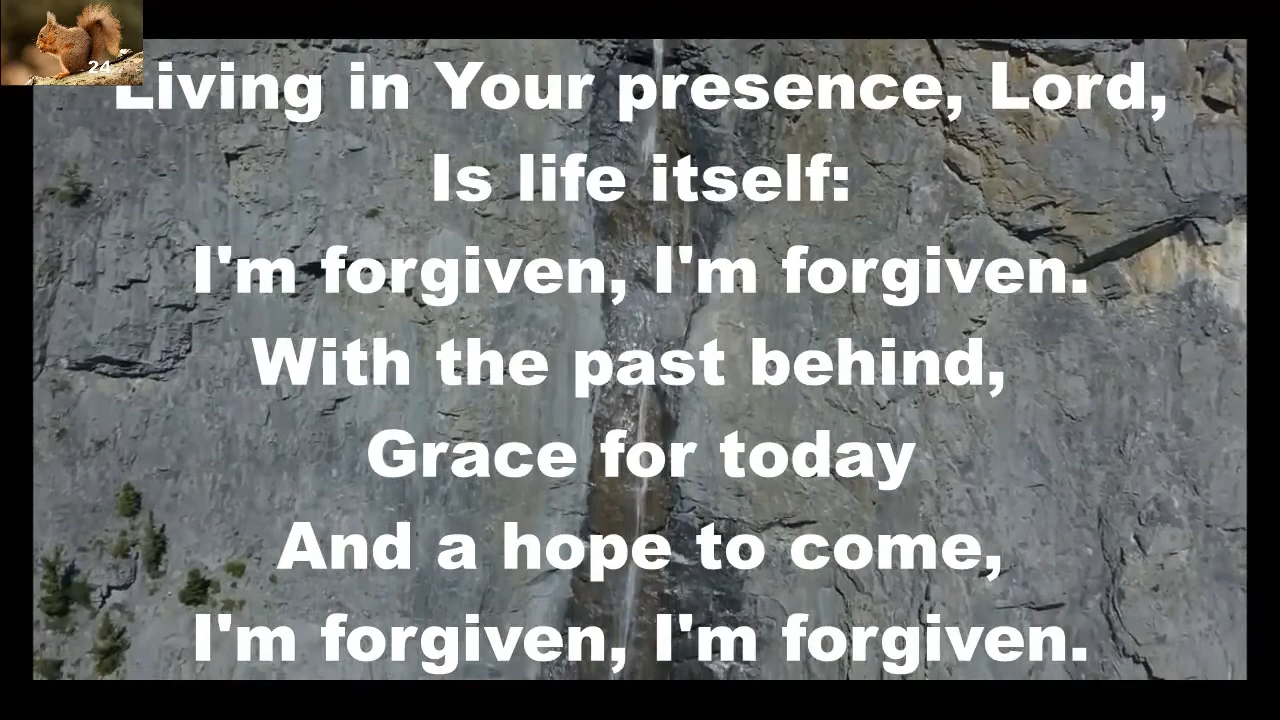 24
Living in Your presence, Lord,
Is life itself:
I'm forgiven, I'm forgiven.
With the past behind,
Grace for today
And a hope to come,
I'm forgiven, I'm forgiven.